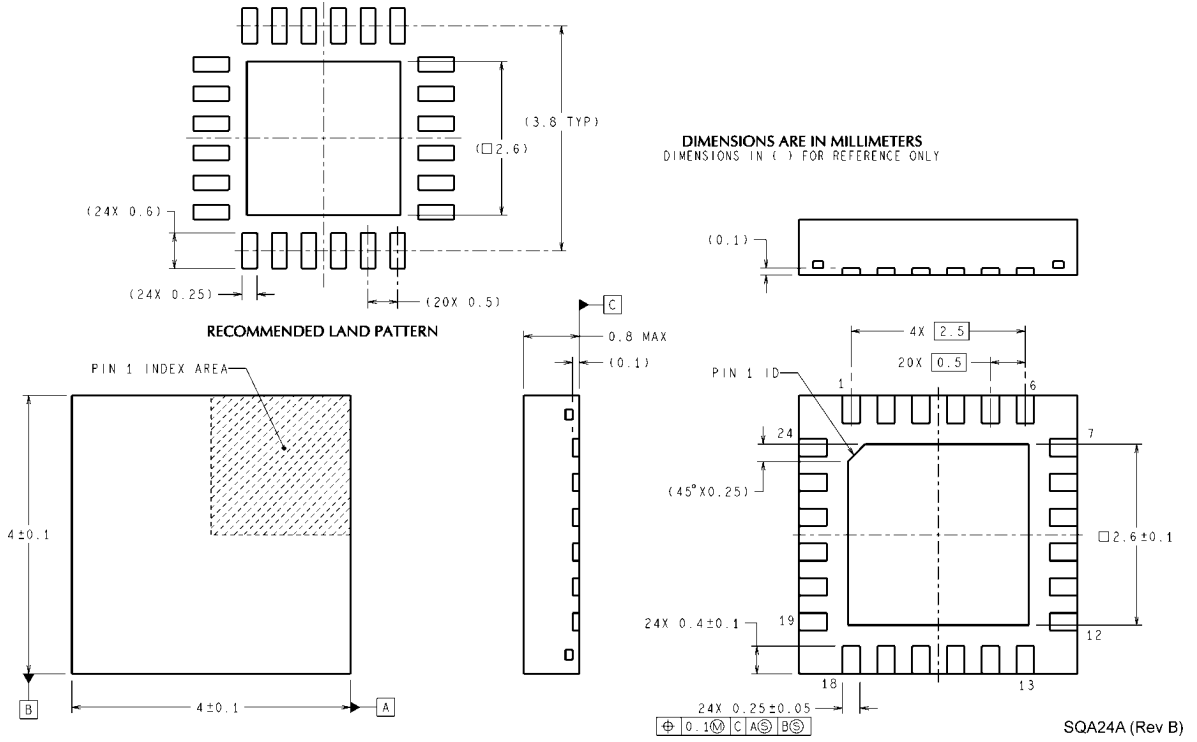 (3.8 TYP)
(□2.6)
(24X 0.6)
(24X 0.25)
(20X 0.5)
RECOMMENDED LAND PATTERN
DIMENSIONS ARE IN MILLIMETERS
DIMENSIONS IN ( ) FOR REFERENCE ONLY
(0.1)
C
0.8 MAX
(0.1)
PIN 1 INDEX AREA
4±0.1
B
4±0.1
A
4X 2.5
20X 0.5
PIN 1 ID
1
6
24
7
(45°X0.25)
□2.6±0.1
19
12
24X 0.4±0.1
18
13
24X 0.25±0.05
⌖ 0.1Ⓜ C AⓈ BⓈ
SQA24A (Rev B)